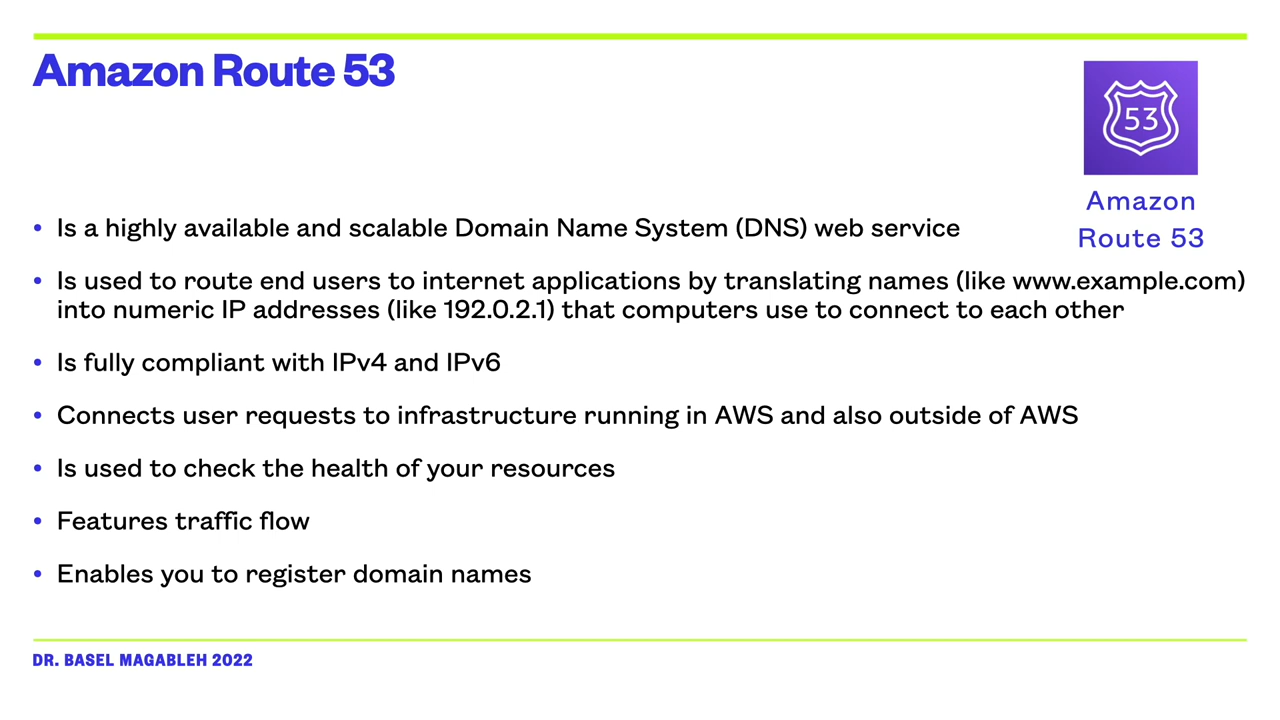 Amazon Route 53
53
Amazon
Route 53
• Is a highly available and scalable Domain Name System (DNS) web service
• Is used to route end users to internet applications by translating names (like www.example.com)
into numeric IP addresses (like 192.0.2.1) that computers use to connect to each other
• Is fully compliant with IPv4 and IPv6
• Connects user requests to infrastructure running in AWS and also outside of AWS
• Is used to check the health of your resources
• Features traffic flow
• Enables you to register domain names
DR. BASEL MAGABLEH 2022